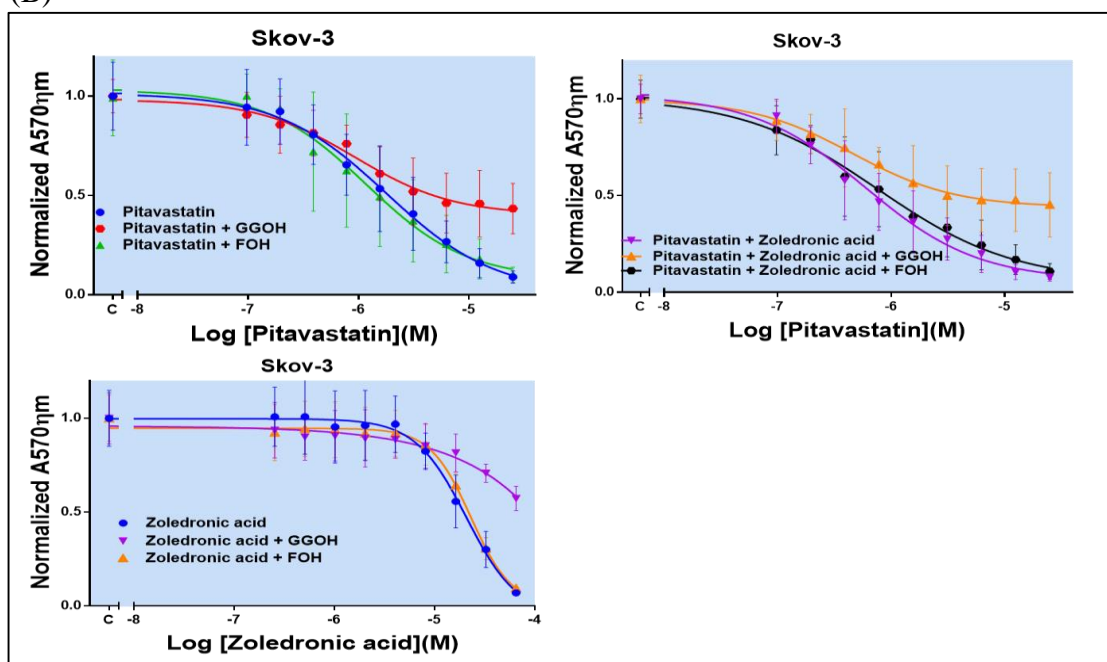 (B)
Skov-3
Normalized A570ηm
1.0
0.5
0.0
Pitavastatin
Pitavastatin + GGOH
Pitavastatin + FOH
C -8 -7 -6 -5
Log [Pitavastatin](M)
Skov-3
Normalized A570ηm
1.0
0.5
0.0
Pitavastatin + Zoledronic acid
Pitavastatin + Zoledronic acid + GGOH
Pitavastatin + Zoledronic acid + FOH
C -8 -7 -6 -5
Log [Pitavastatin](M)
Skov-3
Normalized A570ηm
1.0
0.5
0.0
Zoledronic acid
Zoledronic acid + GGOH
Zoledronic acid + FOH
C -8 -7 -6 -5 -4
Log [Zoledronic acid](M)